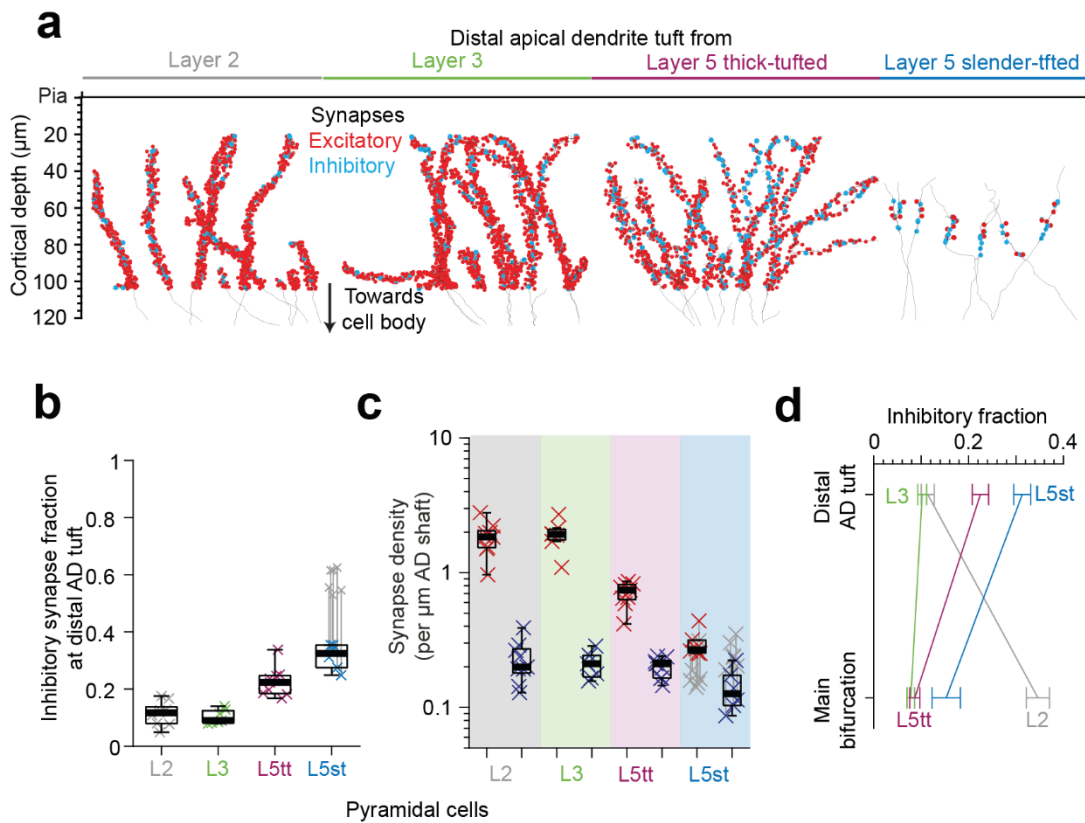 a
Distal apical dendrite tuft from
Layer 2 Layer 3 Layer 5 thick-tufted Layer 5 slender-tfted
Pia
20
40
60
80
100
120
Cortical depth (µm)
Synapses
Excitatory
Inhibitory
Towards
cell body
b
Inhibitory synapse fraction
at distal AD tuft
1
0.8
0.6
0.4
0.2
0
L2 L3 L5tt L5st
c
Synapse density
(per µm AD shaft)
10
1
0.1
L2 L3 L5tt L5st
Pyramidal cells
d
Inhibitory fraction
0 0.2 0.4
Distal
AD tuft
Main
bifurcation
L3 L5st
L5tt L2